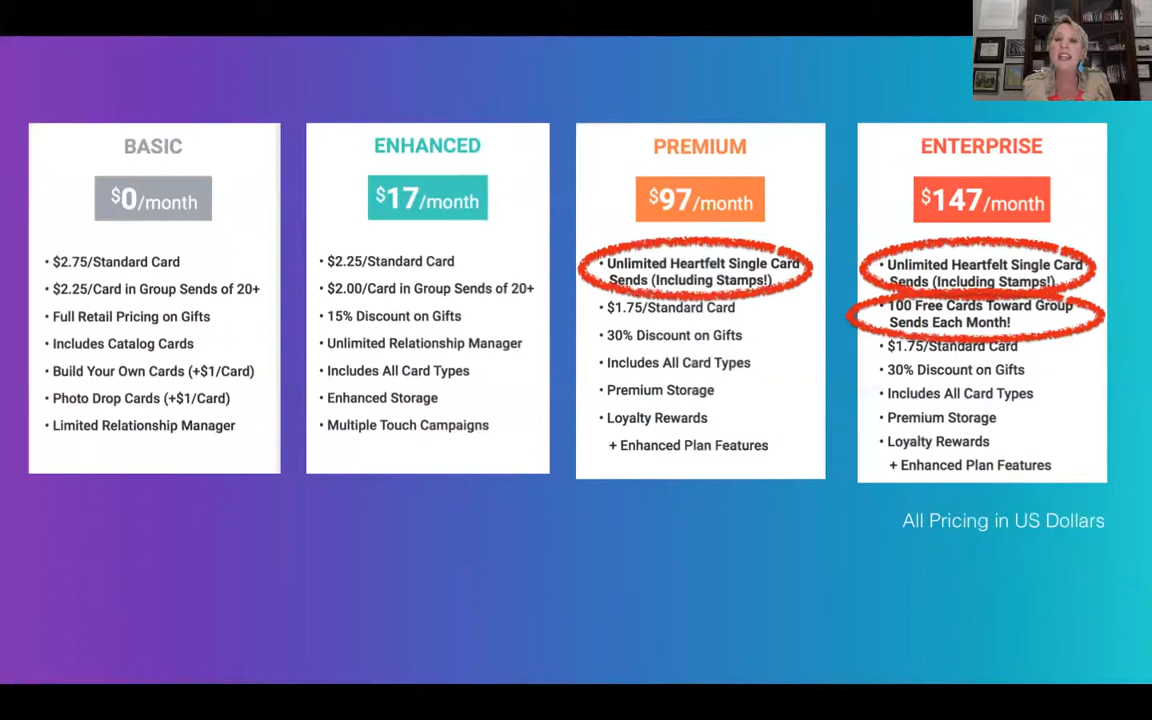 BASIC
$0/month
• $2.75/Standard Card
• $2.25/Card in Group Sends of 20+
• Full Retail Pricing on Gifts
• Includes Catalog Cards
• Build Your Own Cards (+$1/Card)
• Photo Drop Cards (+$1/Card)
• Limited Relationship Manager
ENHANCED
$17/month
• $2.25/Standard Card
• $2.00/Card in Group Sends of 20+
• 15% Discount on Gifts
• Unlimited Relationship Manager
• Includes All Card Types
• Enhanced Storage
• Multiple Touch Campaigns
PREMIUM
$97/month
• Unlimited Heartfelt Single Card
Sends (Including Stamps!)
• $1.75/Standard Card
• 30% Discount on Gifts
• Includes All Card Types
• Premium Storage
• Loyalty Rewards
+ Enhanced Plan Features
ENTERPRISE
$147/month
• Unlimited Heartfelt Single Card
Sends (Including Stamps!)
• 100 Free Cards Toward Group
Sends Each Month!
• $1.75/Standard Card
• 30% Discount on Gifts
• Includes All Card Types
• Premium Storage
• Loyalty Rewards
+ Enhanced Plan Features
All Pricing in US Dollars